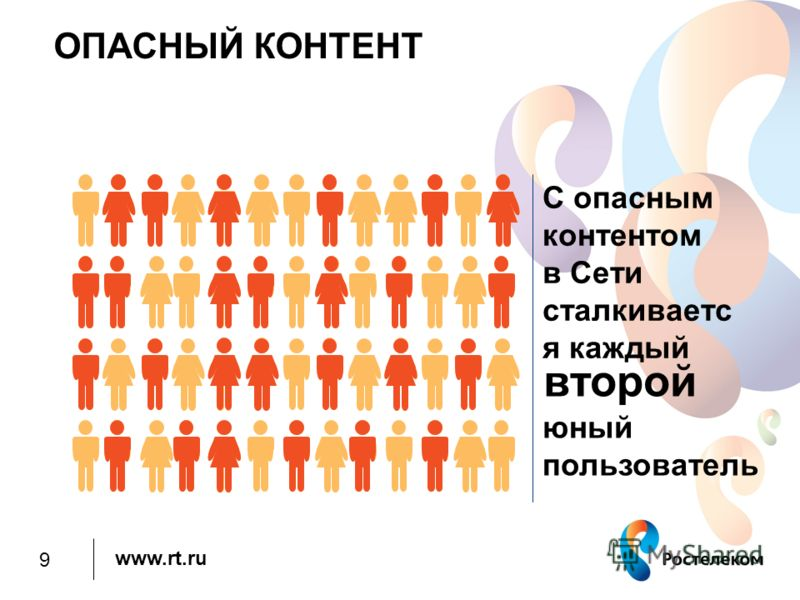 ОПАСНЫЙ КОНТЕНТ
С опасным
контентом
в Сети
сталкиваетс
я каждый
второй
юный
пользователь
9
www.rt.ru
MyShared
Ростелеком